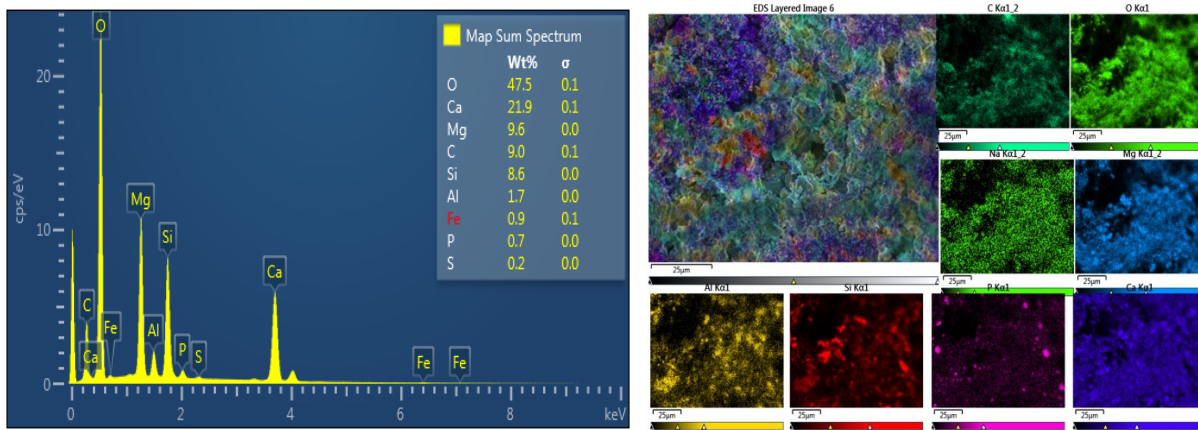 Map Sum Spectrum
Wt% σ
O 47.5 0.1
Ca 21.9 0.1
Mg 9.6 0.0
C 9.0 0.1
Si 8.6 0.0
Al 1.7 0.0
Fe 0.9 0.1
P 0.7 0.0
S 0.2 0.0
cps/eV
20
10
0
O
Mg
Si
Ca
C
Fe
Al
P
S
Ca
Fe
Fe
0 2 4 6 8 keV
EDS Layered Image 6
25µm
C Kα1_2
25µm
O Kα1
25µm
Na Kα1_2
25µm
Mg Kα1_2
25µm
Al Kα1
25µm
Si Kα1
25µm
P Kα1
25µm
Ca Kα1
25µm